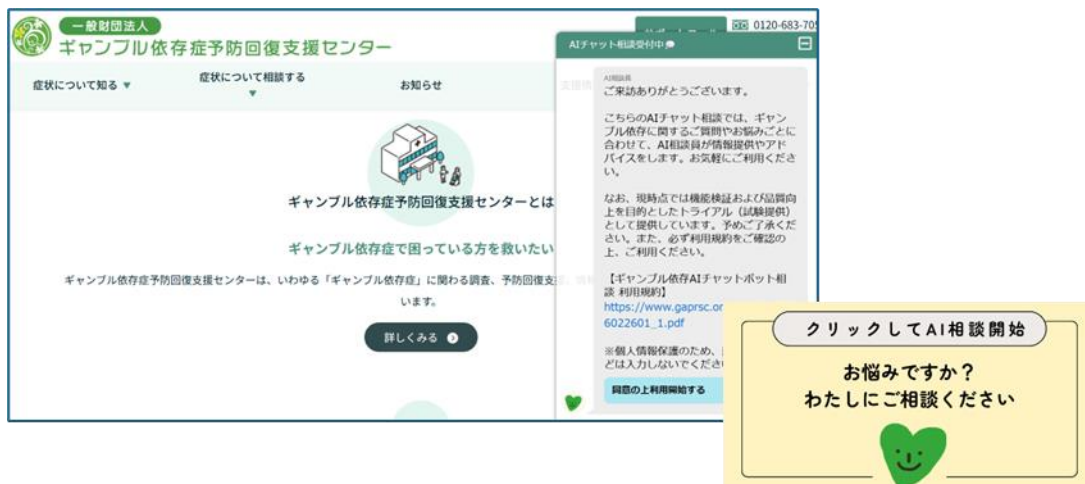 一般財団法人
ギャンブル依存症予防回復支援センター
0120-683-705
症状について知る ▼
症状について相談する
▼
お知らせ
ギャンブル依存症予防回復支援センターとは
ギャンブル依存症で困っている方を救いたい
ギャンブル依存症予防回復支援センターは、いわゆる「ギャンブル依存症」に関わる調査、予防回復支
います。
詳しくみる
AIチャット相談受付中
AI相談員
ご来訪ありがとうございます。
こちらのAIチャット相談では、ギャン
ブル依存に関するご質問やお悩みごとに
合わせて、AI相談員が情報提供やアド
バイスをします。お気軽にご利用くださ
い。
なお、現時点では機能検証および品質向
上を目的としたトライアル（試験提供）
として提供しています。予めご了承くだ
さい。また、必ず利用規約をご確認の
上、ご利用ください。
【ギャンブル依存AIチャットボット相
談 利用規約】
https://www.gaprsc.or
6022601_1.pdf
※個人情報保護のため、
どは入力しないでくださ
同意の上利用開始する
クリックしてAI相談開始
お悩みですか？
わたしにご相談ください